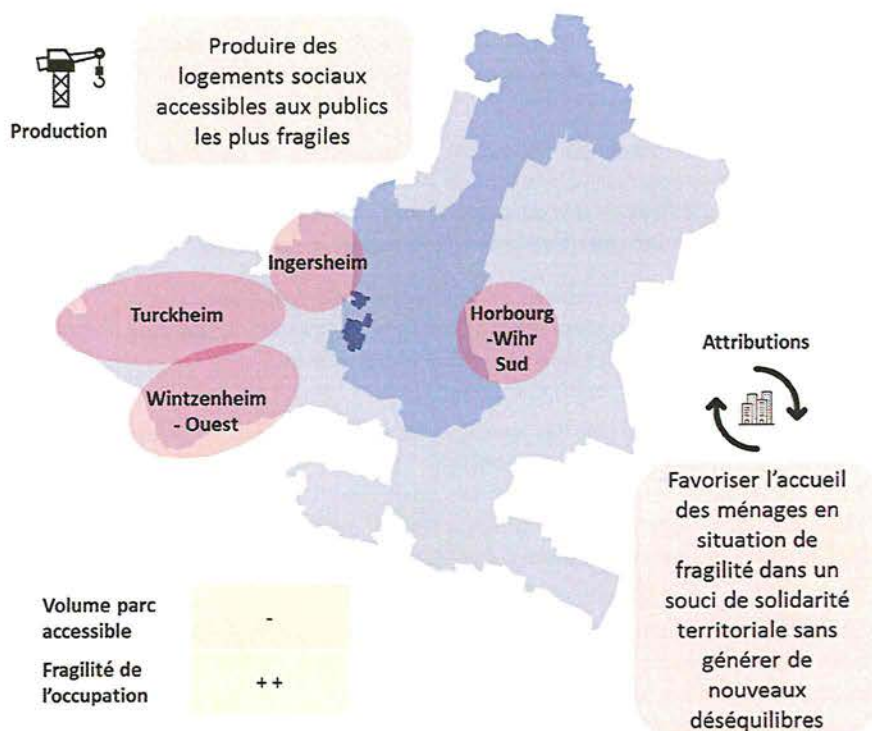 Production
Produire des
logements sociaux
accessibles aux publics
les plus fragiles
Ingersheim
Turckheim
Horbourg
-Wihr
Sud
Wintzenheim
- Ouest
Attributions
Favoriser l'accueil
des ménages en
situation de
fragilité dans un
souci de solidarité
territoriale sans
générer de
nouveaux
déséquilibres
Volume parc
accessible
-
Fragilité de
l'occupation
++